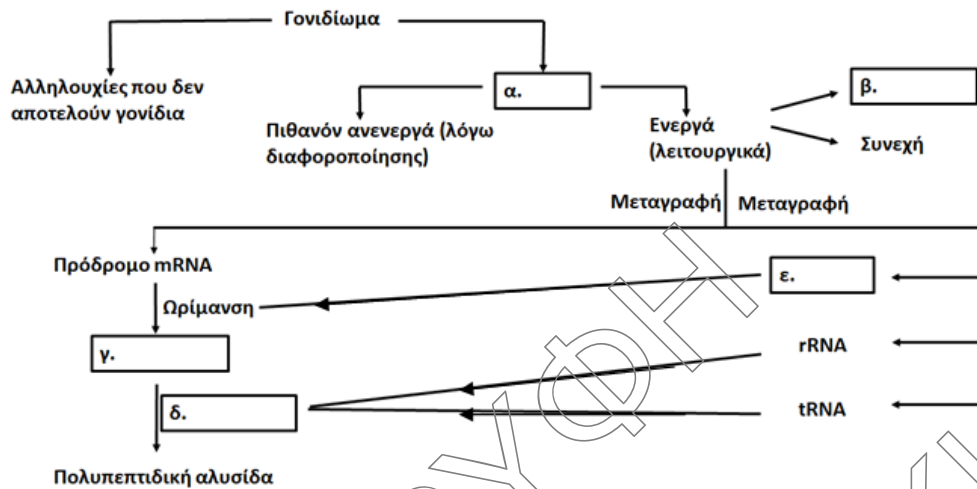 Γονιδίωμα
Αλληλουχίες που δεν
αποτελούν γονίδια
α.
β.
Πιθανόν ανενεργά (λόγω
διαφοροποίησης)
Ενεργά
(λειτουργικά)
Συνεχή
Μεταγραφή
Μεταγραφή
Πρόδρομο mRNA
Ωρίμανση
ε.
γ.
rRNA
δ.
tRNA
Πολυπεπτιδική αλυσίδα